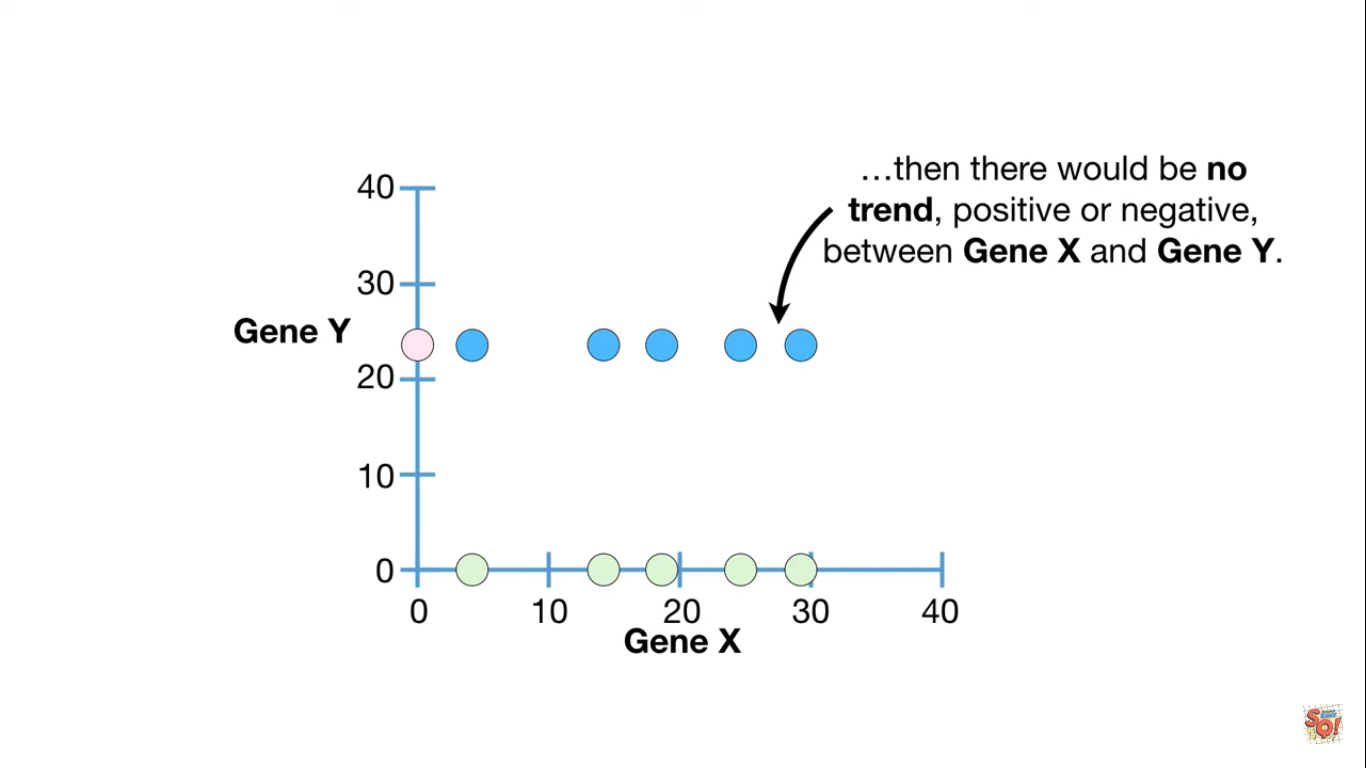 …then there would be no
trend, positive or negative,
between Gene X and Gene Y.
40
30
Gene Y
20
10
0
0 10 20 30 40
Gene X
SQ!